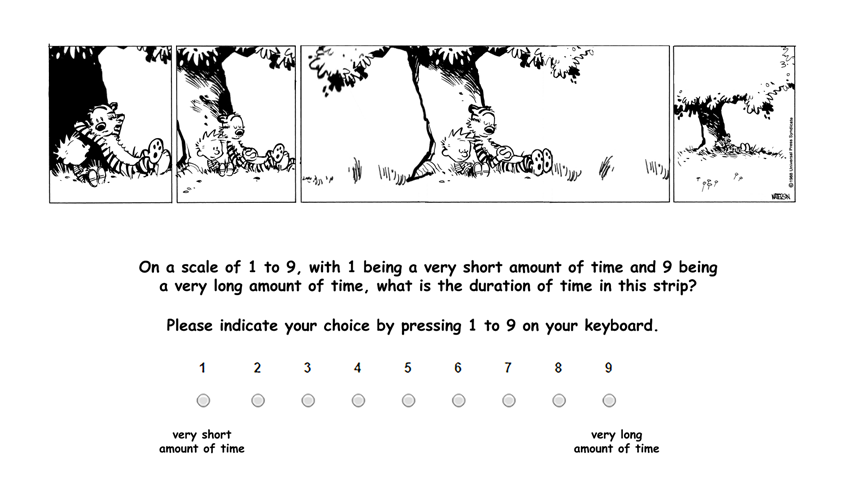 ©1988 Universal Press Syndicate
WATTERSON
On a scale of 1 to 9, with 1 being a very short amount of time and 9 being
a very long amount of time, what is the duration of time in this strip?
Please indicate your choice by pressing 1 to 9 on your keyboard.
1 2 3 4 5 6 7 8 9
very short
amount of time
very long
amount of time